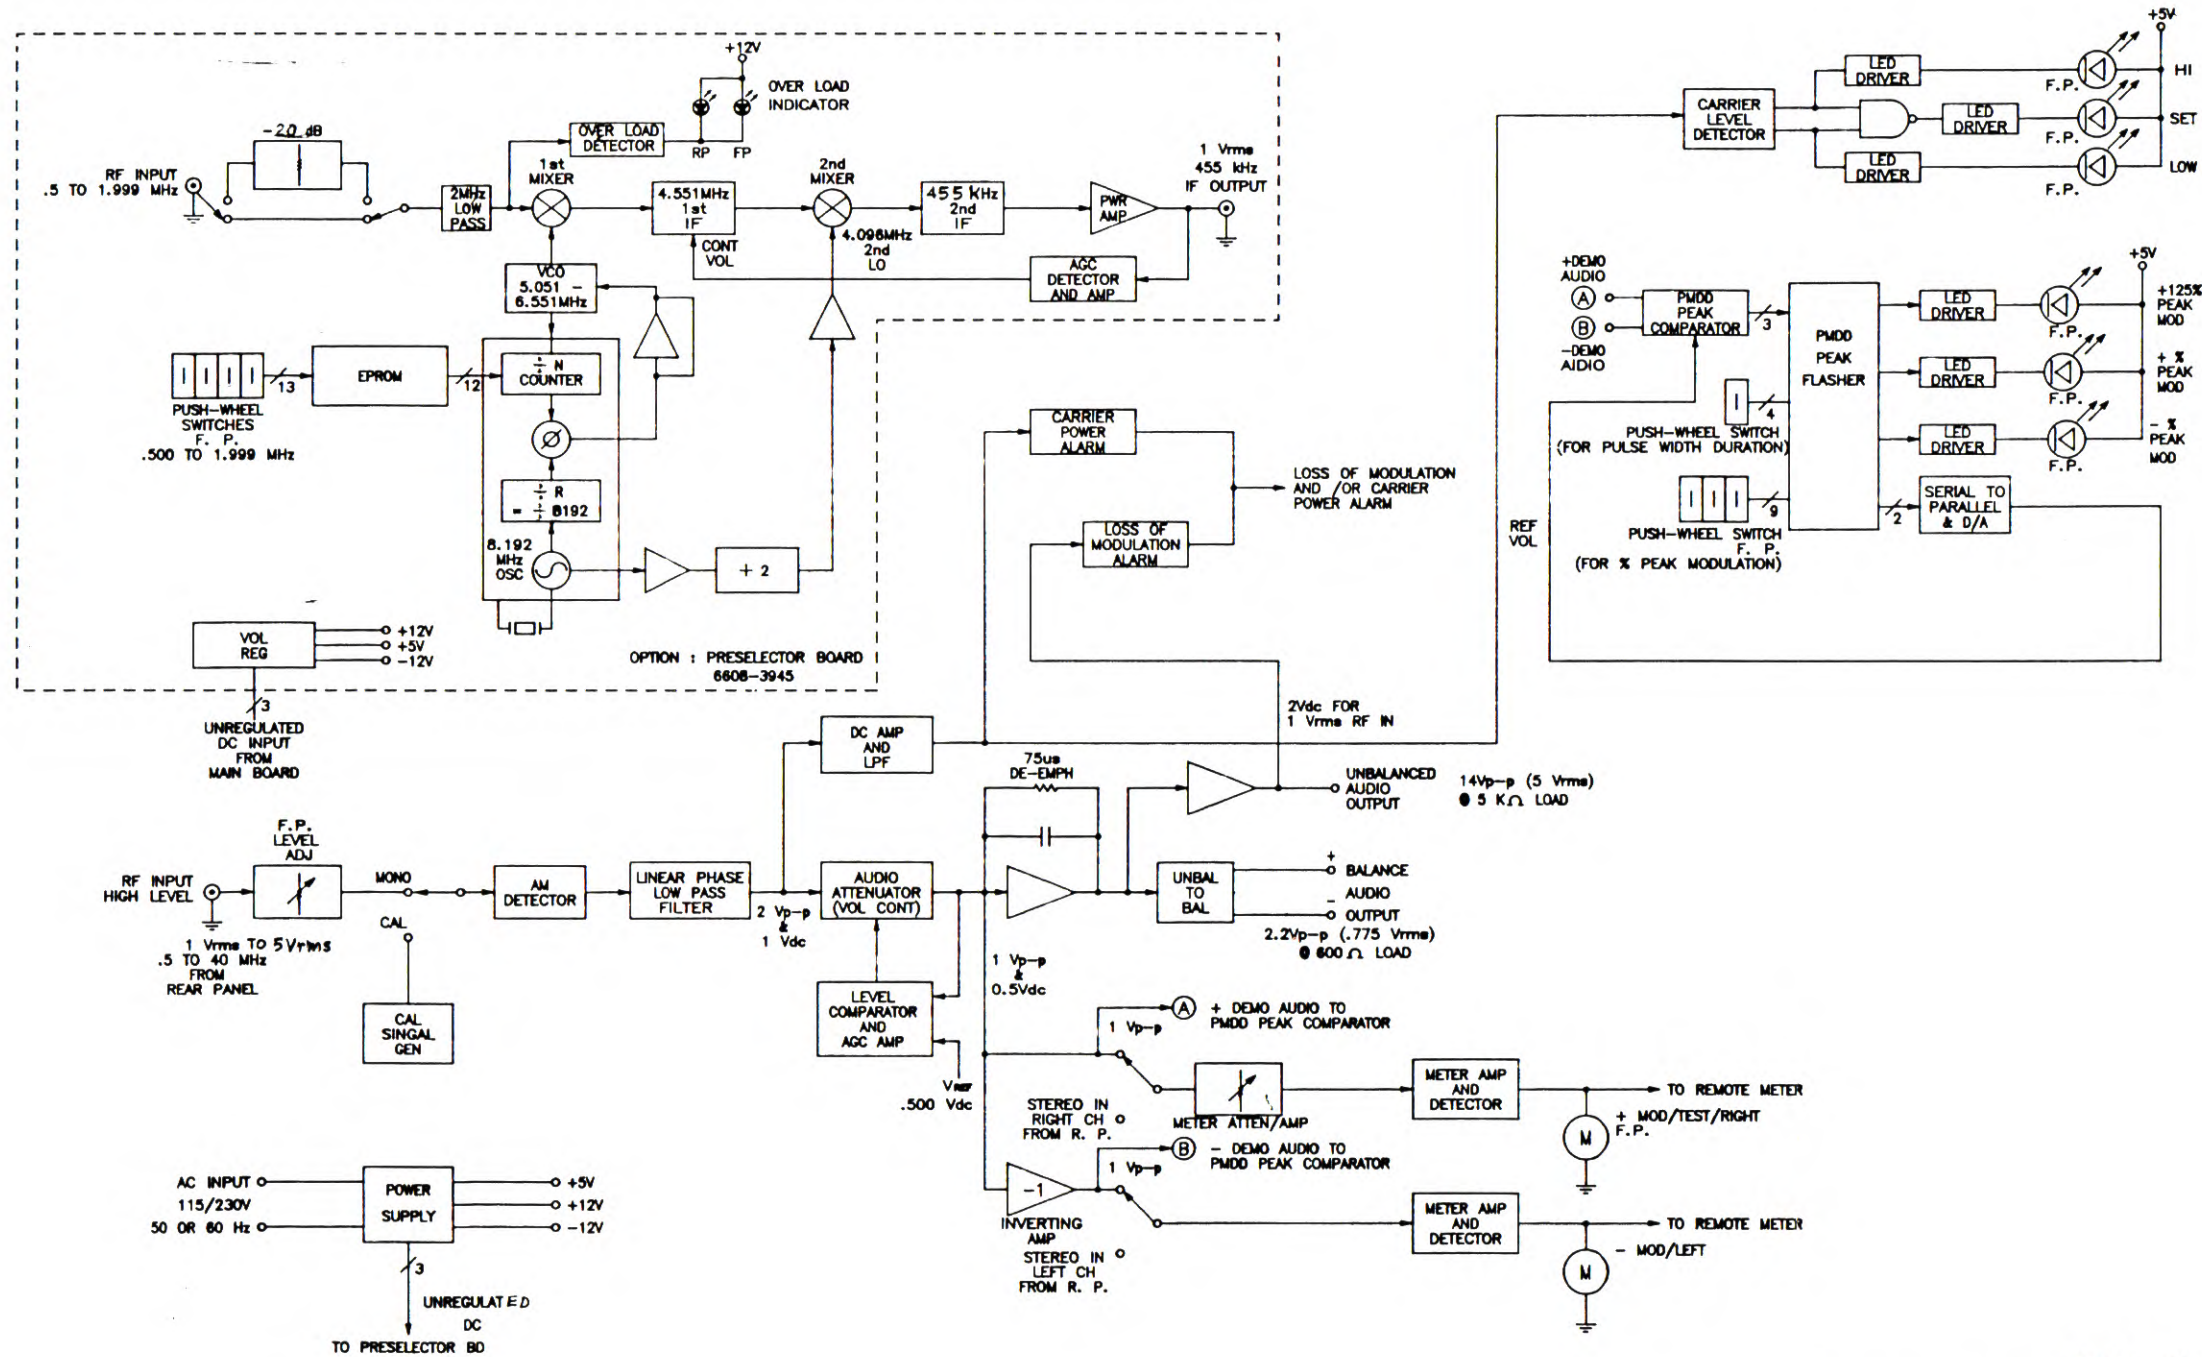 +5V
HI
SET
LOW
LED
DRIVER
F.P.
LED
DRIVER
F.P.
LED
DRIVER
F.P.
CARRIER
LEVEL
DETECTOR
+12V
OVER LOAD
INDICATOR
OVER LOAD
DETECTOR
RP FP
-20 dB
RF INPUT
.5 TO 1.999 MHz
2MHz
LOW
PASS
1st
MIXER
4.551MHz
1st
IF
CONT
VOL
2nd
MIXER
4.096MHz
2nd
LO
455 KHz
2nd
IF
PWR
AMP
1 Vrms
455 kHz
IF OUTPUT
AGC
DETECTOR
AND AMP
VCO
5.051 -
6.551MHz
PUSH-WHEEL
SWITCHES
F. P.
.500 TO 1.999 MHz
13
EPROM
12
÷ N
COUNTER
Ø
÷ R
= ÷ 8192
8.192
MHz
OSC
+ 2
VOL
REG
+12V
+5V
-12V
3
UNREGULATED
DC INPUT
FROM
MAIN BOARD
OPTION : PRESELECTOR BOARD
6608-3945
+DEMO
AUDIO
A
B
-DEMO
AIDIO
PMDD
PEAK
COMPARATOR
3
PMDD
PEAK
FLASHER
LED
DRIVER
F.P.
LED
DRIVER
F.P.
LED
DRIVER
F.P.
+5V
+125%
PEAK
MOD
+ %
PEAK
MOD
- %
PEAK
MOD
4
PUSH-WHEEL SWITCH
(FOR PULSE WIDTH DURATION)
9
PUSH-WHEEL SWITCH
F. P.
(FOR % PEAK MODULATION)
2
SERIAL TO
PARALLEL
& D/A
REF
VOL
CARRIER
POWER
ALARM
LOSS OF
MODULATION
ALARM
LOSS OF MODULATION
AND /OR CARRIER
POWER ALARM
2Vdc FOR
1 Vrms RF IN
DC AMP
AND
LPF
75us
DE-EMPH
UNBALANCED
AUDIO
OUTPUT
14Vp-p (5 Vrms)
@ 5 KΩ LOAD
F.P.
LEVEL
ADJ
RF INPUT
HIGH LEVEL
1 Vrms TO 5Vrms
.5 TO 40 MHz
FROM
REAR PANEL
MONO
CAL
CAL
SINGAL
GEN
AM
DETECTOR
LINEAR PHASE
LOW PASS
FILTER
2 Vp-p
&
1 Vdc
AUDIO
ATTENUATOR
(VOL CONT)
LEVEL
COMPARATOR
AND
AGC AMP
VREF
.500 Vdc
1 Vp-p
&
0.5Vdc
UNBAL
TO
BAL
+
BALANCE
AUDIO
-
OUTPUT
2.2Vp-p (.775 Vrms)
@ 600 Ω LOAD
A
+ DEMO AUDIO TO
PMDD PEAK COMPARATOR
1 Vp-p
STEREO IN
RIGHT CH
FROM R. P.
METER ATTEN/AMP
METER AMP
AND
DETECTOR
TO REMOTE METER
M
+ MOD/TEST/RIGHT
F.P.
B
- DEMO AUDIO TO
PMDD PEAK COMPARATOR
1 Vp-p
-1
INVERTING
AMP
STEREO IN
LEFT CH
FROM R. P.
METER AMP
AND
DETECTOR
TO REMOTE METER
M
- MOD/LEFT
AC INPUT
115/230V
50 OR 60 Hz
POWER
SUPPLY
+5V
+12V
-12V
3
UNREGULATED
DC
TO PRESELECTOR BD